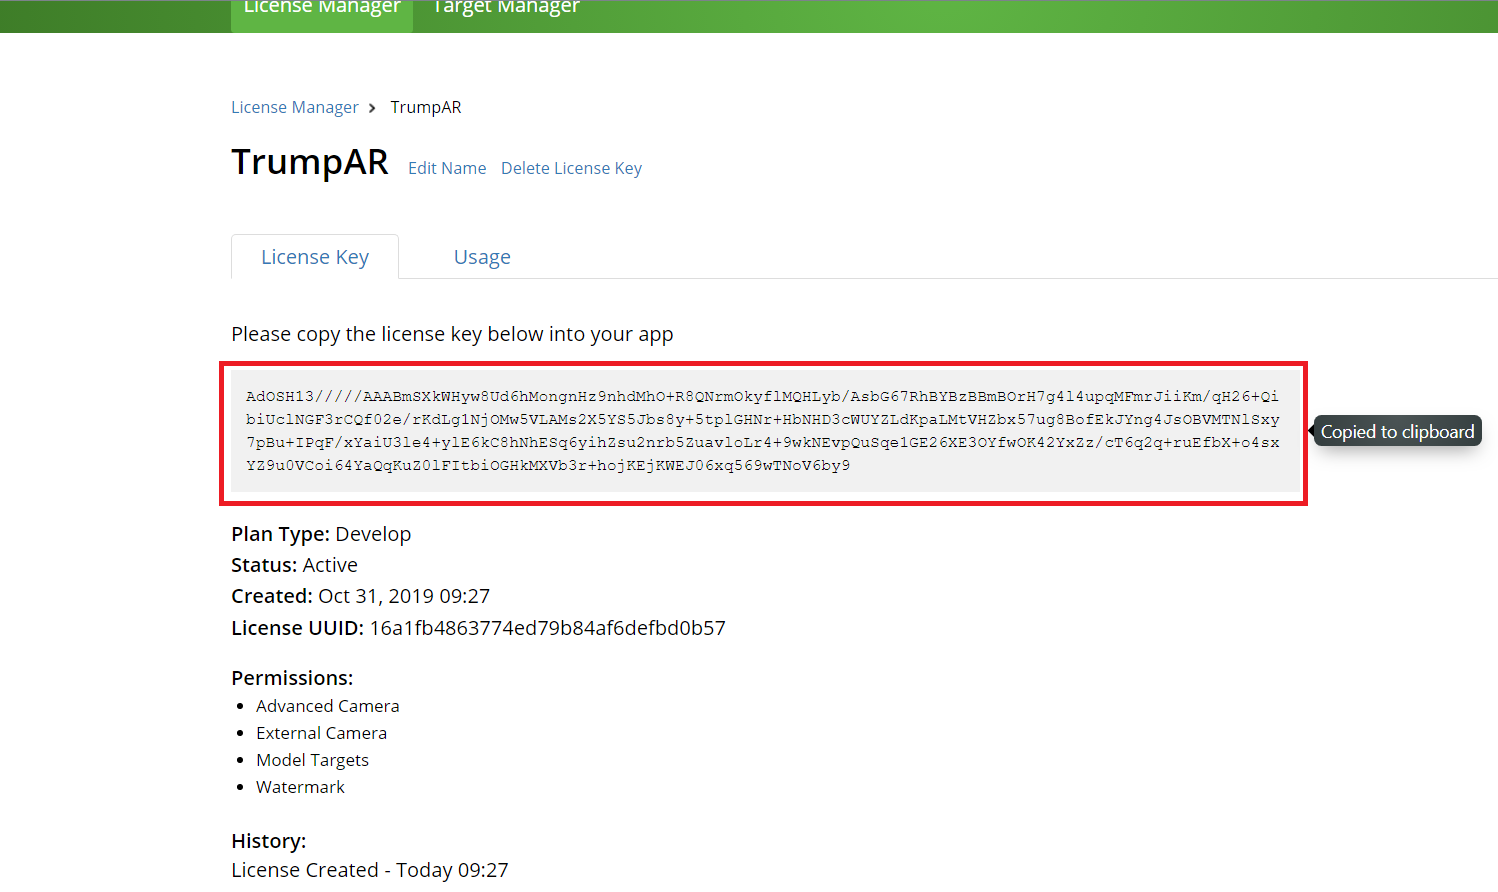 License Manager Target Manager
License Manager > TrumpAR
TrumpAR Edit Name Delete License Key
License Key Usage
Please copy the license key below into your app
AdOSH13/////AAABmSXkWHyw8Ud6hMongnHz9nhdMhO+R8QNrmOkyflMQHLyb/AsbG67RhBYBzBBmBOrH7g4l4upqMFmrJiiKm/qH26+Qi
biUclNGF3rCQf02e/rKdLg1NjOMw5VLAMs2X5YS5Jbs8y+5tplGHNr+HbNHD3cWUYZLdKpaLMtVHZbx57ug8BofEkJYng4JsOBVMTNlSxy
7pBu+IPqF/xYaiU3le4+ylE6kC8hNhESq6yihZsu2nrb5ZuavloLr4+9wkNEvpQuSqe1GE26XE3OYfwOK42YxZz/cT6q2q+ruEfbX+o4sx
YZ9u0VCoi64YaQqKuZ0lFItbiOGHkMXVb3r+hojKEjKWEJ06xq569wTNoV6by9
Copied to clipboard
Plan Type: Develop
Status: Active
Created: Oct 31, 2019 09:27
License UUID: 16a1fb4863774ed79b84af6defbd0b57
Permissions:
• Advanced Camera
• External Camera
• Model Targets
• Watermark
History:
License Created - Today 09:27